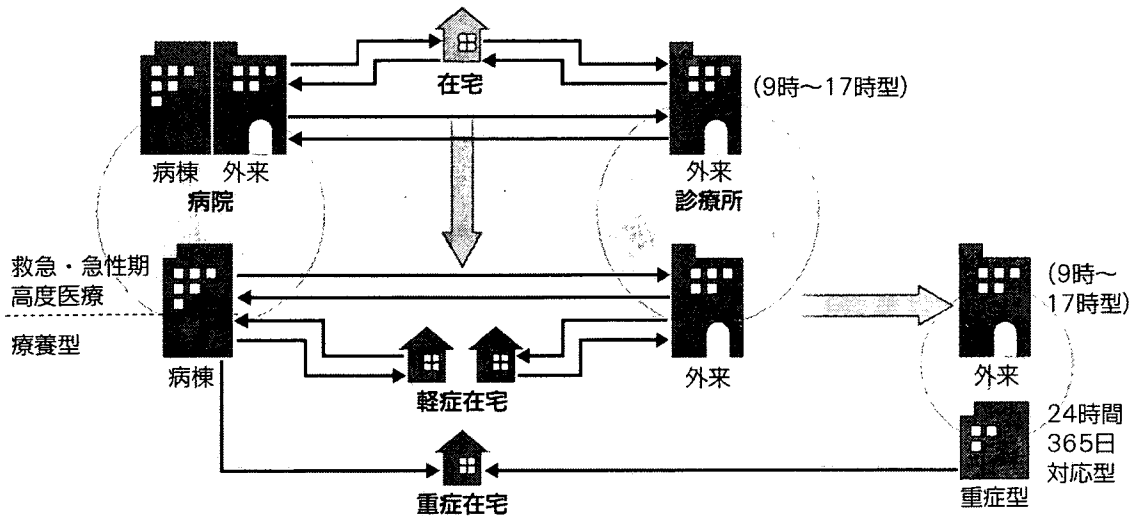 在宅
(9時～17時型)
病棟 外来
病院
外来
診療所
救急・急性期
高度医療
療養型
病棟
軽症在宅
外来
(9時～
17時型)
外来
24時間
365日
対応型
重症在宅
重症型